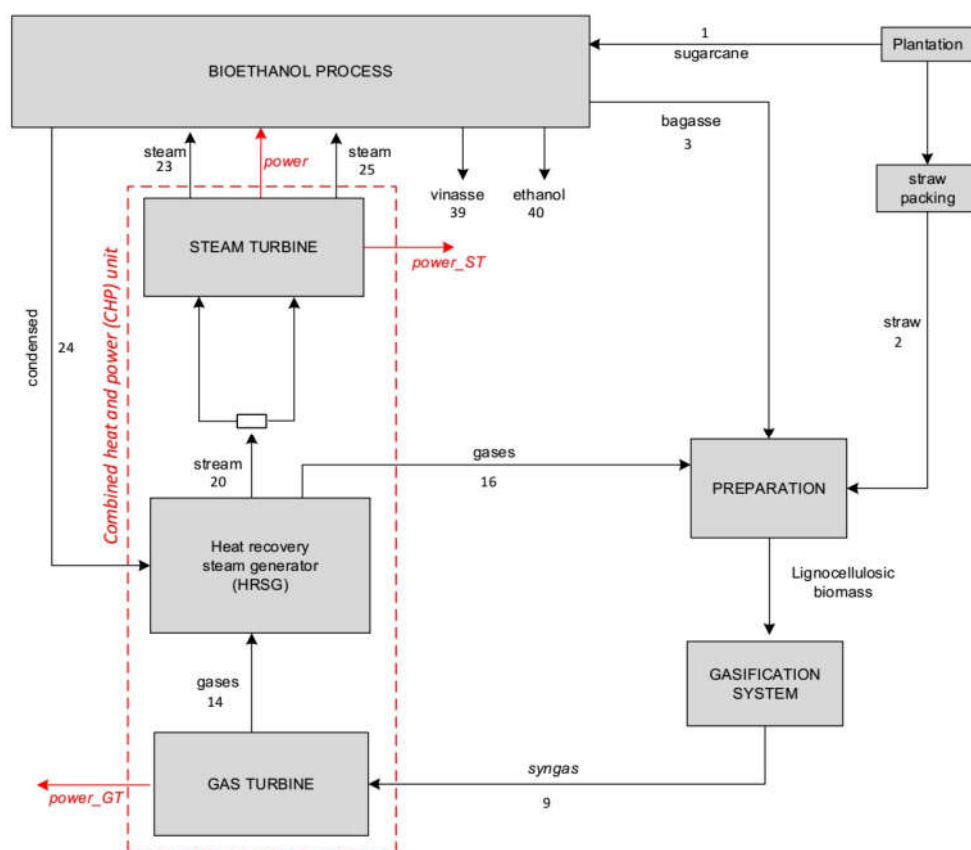 1
sugarcane
Plantation
BIOETHANOL PROCESS
bagasse
3
steam
23
power
steam
25
vinasse
39
ethanol
40
straw
packing
STEAM TURBINE
power_ST
Combined heat and power (CHP) unit
condensed
24
straw
2
stream
20
gases
16
PREPARATION
Heat recovery
steam generator
(HRSG)
Lignocellulosic
biomass
GASIFICATION
SYSTEM
gases
14
syngas
9
GAS TURBINE
power_GT